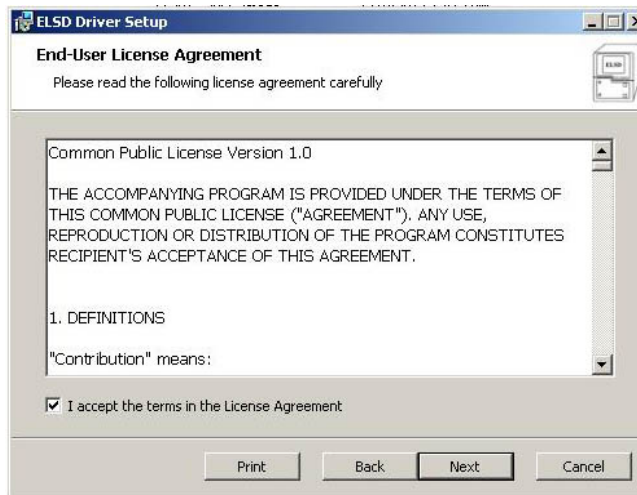 ELSD Driver Setup
End-User License Agreement
Please read the following license agreement carefully
ELSD
Common Public License Version 1.0
THE ACCOMPANYING PROGRAM IS PROVIDED UNDER THE TERMS OF
THIS COMMON PUBLIC LICENSE ("AGREEMENT"). ANY USE,
REPRODUCTION OR DISTRIBUTION OF THE PROGRAM CONSTITUTES
RECIPIENT'S ACCEPTANCE OF THIS AGREEMENT.
1. DEFINITIONS
"Contribution" means:
I accept the terms in the License Agreement
Print Back Next Cancel